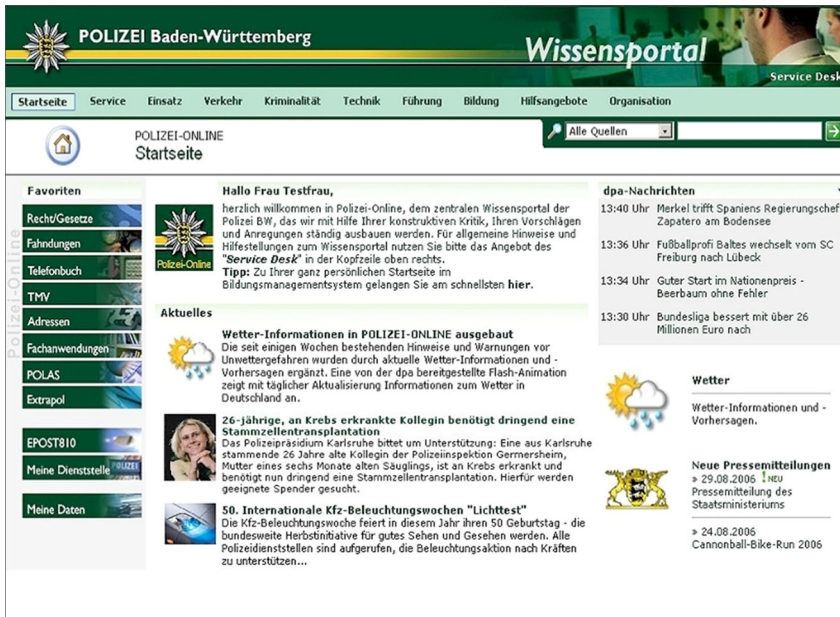 POLIZEI Baden-Württemberg
Wissensportal
Service Desk
Startseite Service Einsatz Verkehr Kriminalität Technik Führung Bildung Hilfsangebote Organisation
POLIZEI-ONLINE
Startseite
Alle Quellen
Polizei-Online
Favoriten
Recht/Gesetze
Fahndungen
Telefonbuch
TMV
Adressen
Fachanwendungen
POLAS
Extrapol
EPOST810
Meine Dienststelle POLIZEI
Meine Daten
Hallo Frau Testfrau,
herzlich willkommen in Polizei-Online, dem zentralen Wissensportal der
Polizei BW, das wir mit Hilfe Ihrer konstruktiven Kritik, Ihren Vorschlägen
und Anregungen ständig ausbauen werden. Für allgemeine Hinweise und
Hilfestellungen zum Wissensportal nutzen Sie bitte das Angebot des
"Service Desk" in der Kopfzeile oben rechts.
Tipp: Zu Ihrer ganz persönlichen Startseite im
Bildungsmanagementsystem gelangen Sie am schnellsten hier.
Polizei-Online
Aktuelles
Wetter-Informationen in POLIZEI-ONLINE ausgebaut
Die seit einigen Wochen bestehenden Hinweise und Warnungen vor
Unwettergefahren wurden durch aktuelle Wetter-Informationen und -
Vorhersagen ergänzt. Eine von der dpa bereitgestellte Flash-Animation
zeigt mit täglicher Aktualisierung Informationen zum Wetter in
Deutschland an.
26-jährige, an Krebs erkrankte Kollegin benötigt dringend eine
Stammzellentransplantation
Das Polizeipräsidium Karlsruhe bittet um Unterstützung: Eine aus Karlsruhe
stammende 26 Jahre alte Kollegin der Polizeiinspektion Germersheim,
Mutter eines sechs Monate alten Säuglings, ist an Krebs erkrankt und
benötigt nun dringend eine Stammzellentransplantation. Hierfür werden
geeignete Spender gesucht.
50. Internationale Kfz-Beleuchtungswochen "Lichttest"
Die Kfz-Beleuchtungswoche feiert in diesem Jahr ihren 50 Geburtstag - die
bundesweite Herbstinitiative für gutes Sehen und Gesehen werden. Alle
Polizeidienststellen sind aufgerufen, die Beleuchtungsaktion nach Kräften
zu unterstützen...
dpa-Nachrichten
13:40 Uhr Merkel trifft Spaniens Regierungschef
Zapatero am Bodensee
13:36 Uhr Fußballprofi Baltes wechselt vom SC
Freiburg nach Lübeck
13:34 Uhr Guter Start im Nationenpreis -
Beerbaum ohne Fehler
13:30 Uhr Bundesliga bessert mit über 26
Millionen Euro nach
Wetter
Wetter-Informationen und -
Vorhersagen.
Neue Pressemitteilungen
» 29.08.2006 ! NEU
Pressemitteilung des
Staatsministeriums
» 24.08.2006
Cannonball-Bike-Run 2006